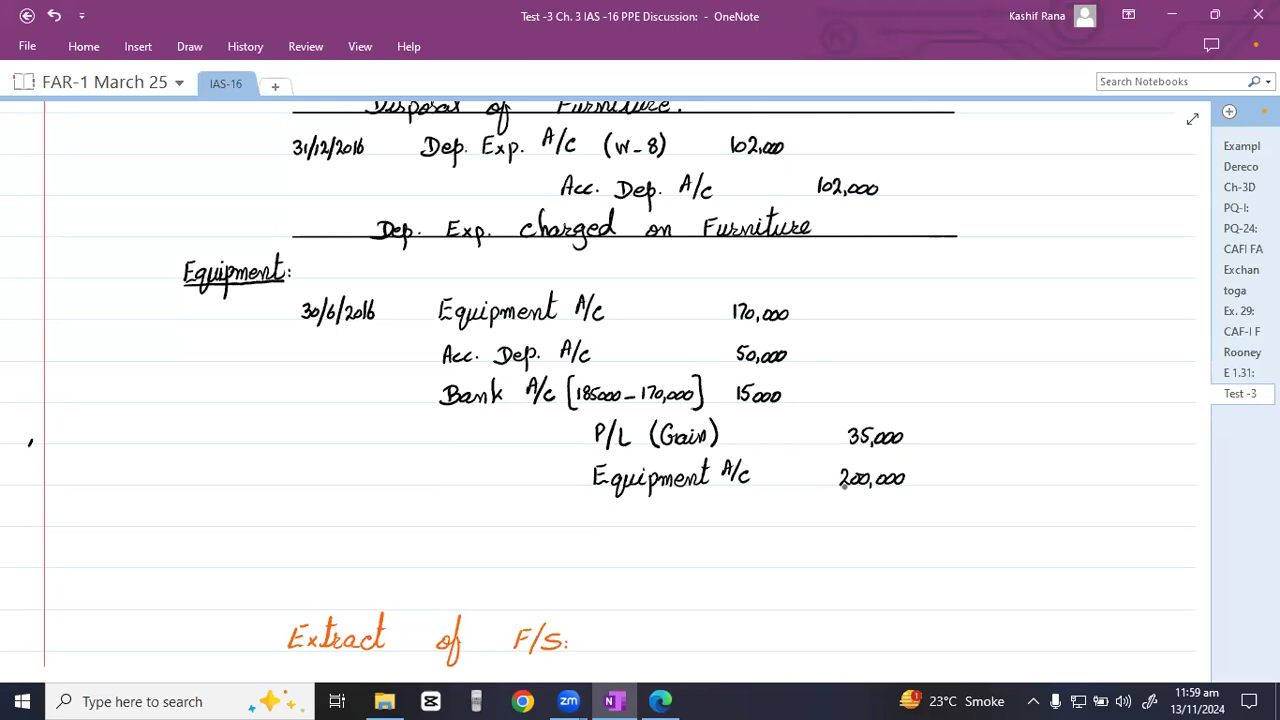 Test -3 Ch. 3 IAS -16 PPE Discussion: - OneNote
Kashif Rana
File Home Insert Draw History Review View Help
FAR-1 March 25 IAS-16
Search Notebooks
Disposal of Furniture.
31/12/2016 Dep. Exp. A/C (W-8) 102,000
Acc. Dep. A/C 102,000
Dep. Exp. charged on Furniture
Equipment:
30/6/2016 Equipment A/C 170,000
Acc. Dep. A/C 50,000
Bank A/C [185000-170,000] 15000
P/L (Gain) 35,000
Equipment A/C 200,000
Extract of F/S:
Exampl
Dereco
Ch-3D
PQ-I:
PQ-24:
CAFI FA
Exchan
toga
Ex. 29:
CAF-I F
Rooney
E 1.31:
Test -3
Type here to search
23°C Smoke
11:59 am
13/11/2024